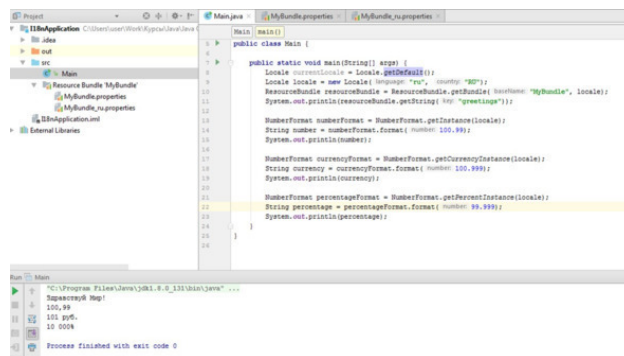 Project
Main.java
MyBundle.properties
MyBundle_ru.properties
I18nApplication C:\Users\user\Work\Курсы\Java\Java
.idea
out
src
Main
Resource Bundle 'MyBundle'
MyBundle.properties
MyBundle_ru.properties
I18nApplication.iml
External Libraries
Main main()
public class Main {
public static void main(String[] args) {
Locale currentLocale = Locale.getDefault();
Locale locale = new Locale( language: "ru", country: "RU");
ResourceBundle resourceBundle = ResourceBundle.getBundle( baseName: "MyBundle", locale);
System.out.println(resourceBundle.getString( key: "greetings"));
NumberFormat numberFormat = NumberFormat.getInstance(locale);
String number = numberFormat.format( number: 100.99);
System.out.println(number);
NumberFormat currencyFormat = NumberFormat.getCurrencyInstance(locale);
String currency = currencyFormat.format( number: 100.999);
System.out.println(currency);
NumberFormat percentageFormat = NumberFormat.getPercentInstance(locale);
String percentage = percentageFormat.format( number: 99.999);
System.out.println(percentage);
}
}
Run Main
"C:\Program Files\Java\jdk1.8.0_131\bin\java" ...
Здравствуй Мир!
100,99
101 руб.
10 000%
Process finished with exit code 0